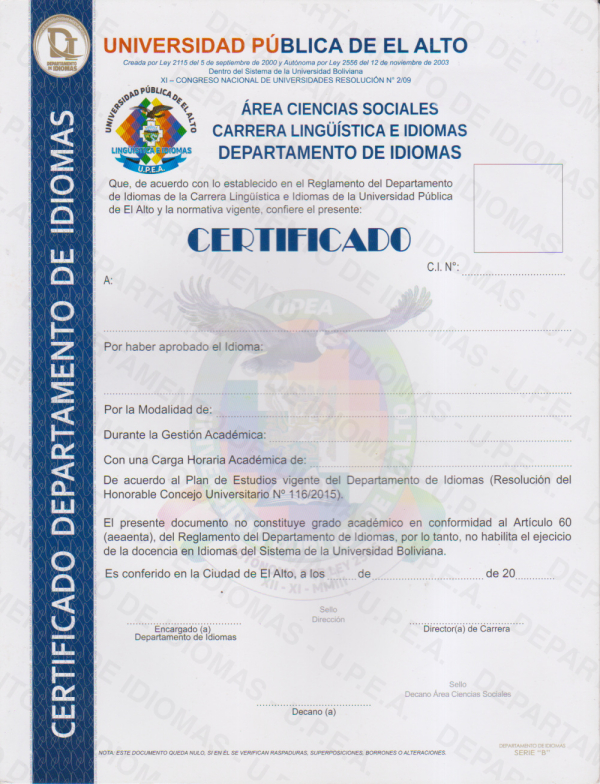 DEPARTAMENTO
DE IDIOMAS
CERTIFICADO DEPARTAMENTO DE IDIOMAS
UNIVERSIDAD PÚBLICA DE EL ALTO
Creada por Ley 2115 del 5 de septiembre de 2000 y Autónoma por Ley 2556 del 12 de noviembre de 2003
Dentro del Sistema de la Universidad Boliviana
XI – CONGRESO NACIONAL DE UNIVERSIDADES RESOLUCIÓN N° 2/09
UNIVERSIDAD PÚBLICA DE EL ALTO
LINGÜÍSTICA E IDIOMAS
U.P.E.A.
ÁREA CIENCIAS SOCIALES
CARRERA LINGÜÍSTICA E IDIOMAS
DEPARTAMENTO DE IDIOMAS
Que, de acuerdo con lo establecido en el Reglamento del Departamento
de Idiomas de la Carrera Lingüística e Idiomas de la Universidad Pública
de El Alto y la normativa vigente, confiere el presente:
CERTIFICADO
C.I. N°:
A:
UPEA
Por haber aprobado el Idioma:
Por la Modalidad de:
Durante la Gestión Académica:
Con una Carga Horaria Académica de:
De acuerdo al Plan de Estudios vigente del Departamento de Idiomas (Resolución del
Honorable Concejo Universitario Nº 116/2015).
El presente documento no constituye grado académico en conformidad al Artículo 60
(aeaenta), del Reglamento del Departamento de Idiomas, por lo tanto, no habilita el ejecicio
de la docencia en Idiomas del Sistema de la Universidad Boliviana.
Es conferido en la Ciudad de El Alto, a los de de 20
Sello
Dirección
Encargado (a)
Departamento de Idiomas
Director(a) de Carrera
Sello
Decano Área Ciencias Sociales
Decano (a)
NOTA: ESTE DOCUMENTO QUEDA NULO, SI EN EL SE VERIFICAN RASPADURAS, SUPERPOSICIONES, BORRONES O ALTERACIONES.
DEPARTAMENTO DE IDIOMAS
SERIE "B"